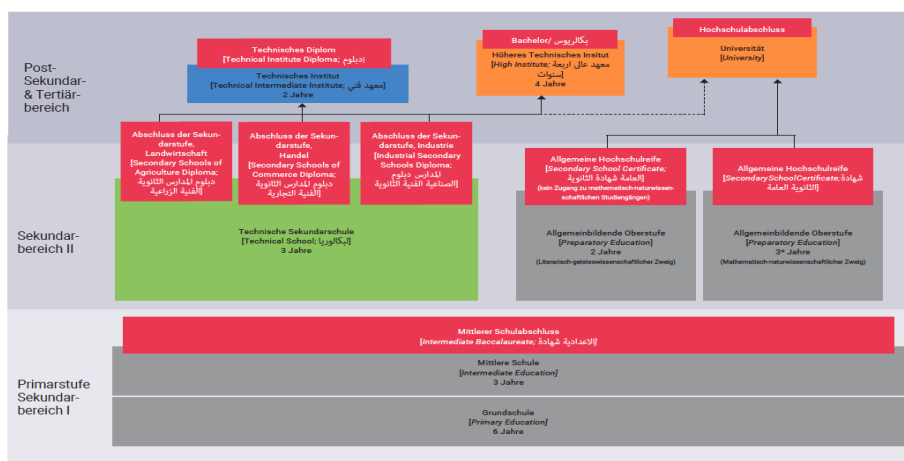 Post-
Sekundar-
& Tertiär-
bereich
Technisches Diplom
[Technical Institute Diploma; دبلوم]
Technisches Institut
[Technical Intermediate Institute; معهد فني]
2 Jahre
Bachelor/ بكالريوس
Höheres Technisches Insitut
[High Institute; معهد عالى اربعة
سنوات]
4 Jahre
Hochschulabschluss
Universität
[University]
Abschluss der Sekun-
darstufe,
Landwirtschaft
[Secondary Schools of
Agriculture Diploma;
دبلوم المدارس الثانوية
الفنية الزراعية]
Abschluss der Sekun-
darstufe,
Handel
[Secondary Schools of
Commerce Diploma;
دبلوم المدارس الثانوية
الفنية التجارية]
Abschluss der Sekun-
darstufe, Industrie
[Industrial Secondary
Schools Diploma;
المدارس دبلوم
الصناعية الفنية الثانوية]
Allgemeine Hochschulreife
[Secondary School Certificate;
العامة شهادة الثانوية]
(kein Zugang zu mathematisch-naturwissen-
schaftlichen Studiengängen)
Allgemeine Hochschulreife
[Secondary School Certificate; شهادة
الثانوية العامة]
Sekundar-
bereich II
Technische Sekundarschule
[Technical School; لبكالوريا]
3 Jahre
Allgemeinbildende Oberstufe
[Preparatory Education]
2 Jahre
(Literarisch-geisteswissenschaftlicher Zweig)
Allgemeinbildende Oberstufe
[Preparatory Education]
3* Jahre
(Mathematisch-naturwissenschaftlicher Zweig)
Primarstufe
Sekundar-
bereich I
Mittlerer Schulabschluss
[Intermediate Baccalaureate; الاعدادية شهادة]
Mittlere Schule
[Intermediate Education]
3 Jahre
Grundschule
[Primary Education]
6 Jahre